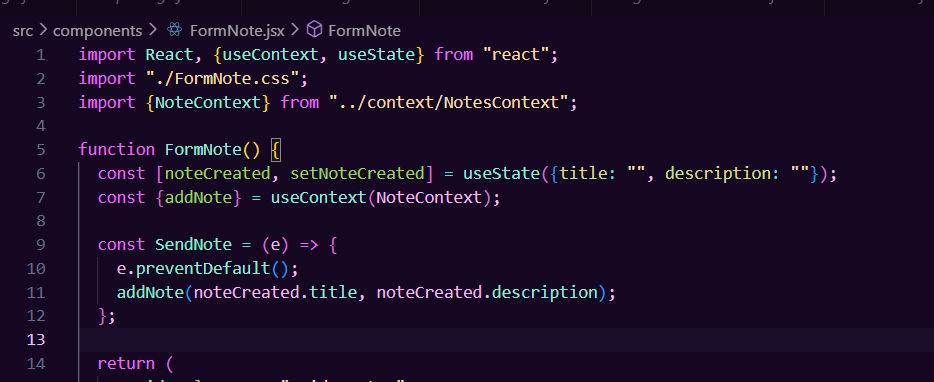 src > components > FormNote.jsx > FormNote
1 import React, {useContext, useState} from "react";
2 import "./FormNote.css";
3 import {NoteContext} from "../context/NotesContext";
4
5 function FormNote() {
6 const [noteCreated, setNoteCreated] = useState({title: "", description: ""});
7 const {addNote} = useContext(NoteContext);
8
9 const SendNote = (e) => {
10 e.preventDefault();
11 addNote(noteCreated.title, noteCreated.description);
12 };
13
14 return (